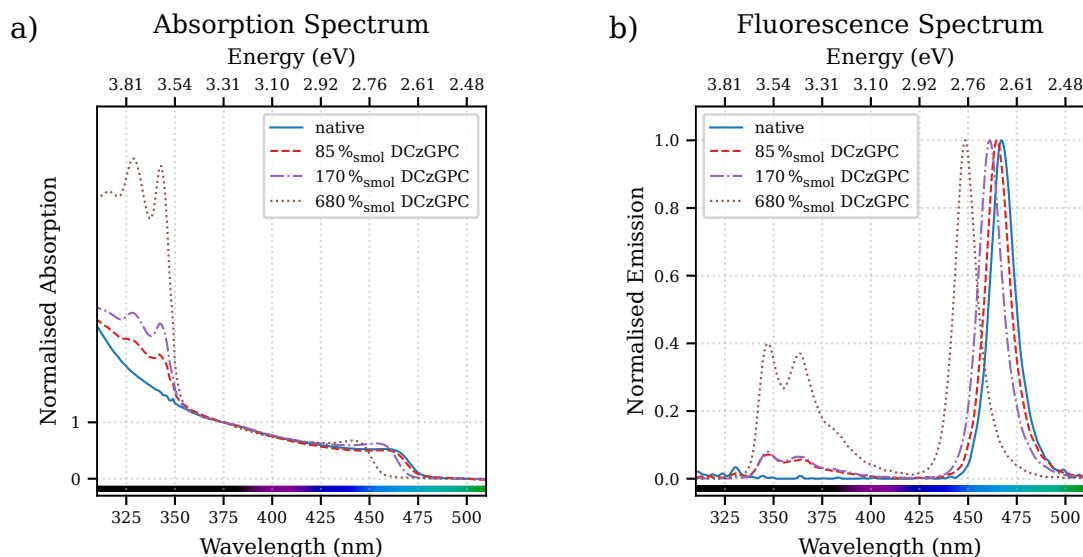 a) Absorption Spectrum
Energy (eV)
3.81 3.54 3.31 3.10 2.92 2.76 2.61 2.48
native
85 %smol DCzGPC
170 %smol DCzGPC
680 %smol DCzGPC
Normalised Absorption
1
0
325 350 375 400 425 450 475 500
Wavelength (nm)
b) Fluorescence Spectrum
Energy (eV)
3.81 3.54 3.31 3.10 2.92 2.76 2.61 2.48
native
85 %smol DCzGPC
170 %smol DCzGPC
680 %smol DCzGPC
Normalised Emission
1.0
0.8
0.6
0.4
0.2
0.0
325 350 375 400 425 450 475 500
Wavelength (nm)